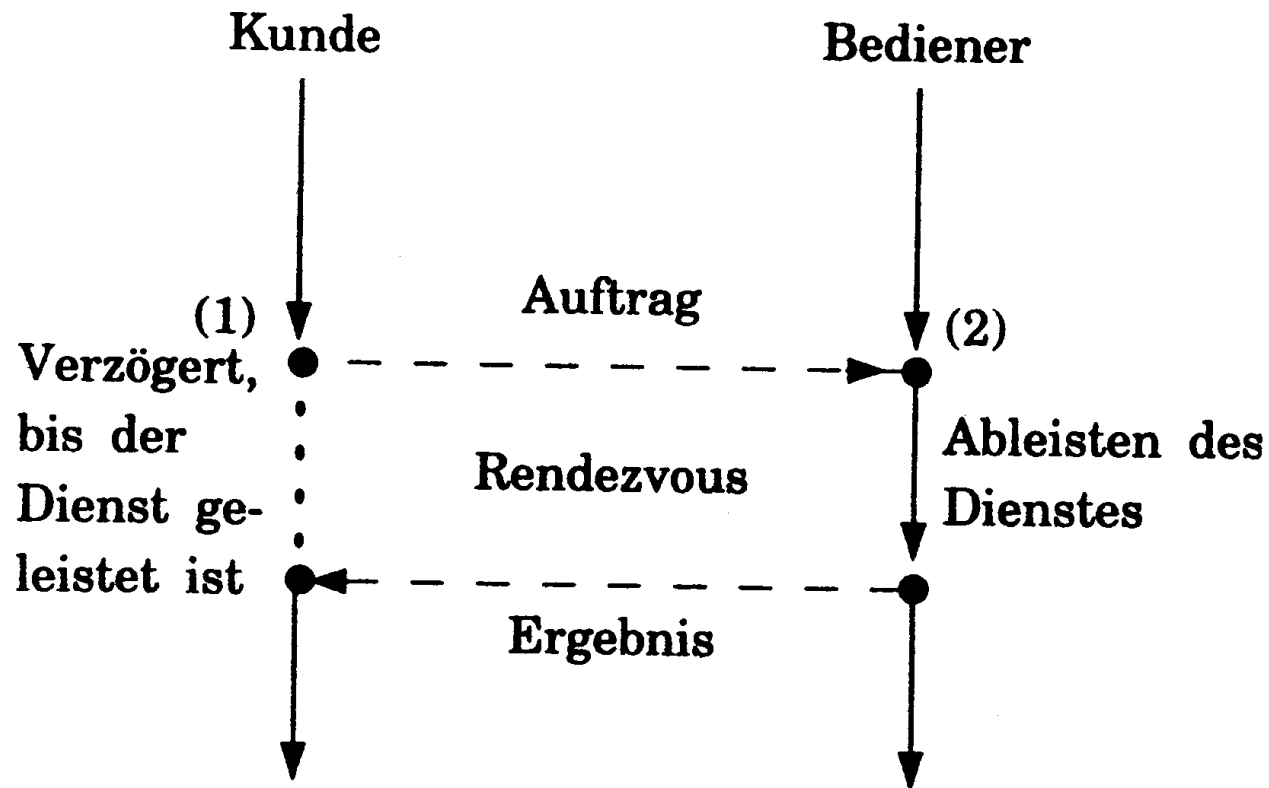 Kunde
Bediener
Auftrag
(1)
(2)
Verzögert,
bis der
Dienst ge-
leistet ist
Rendezvous
Ableisten des
Dienstes
Ergebnis